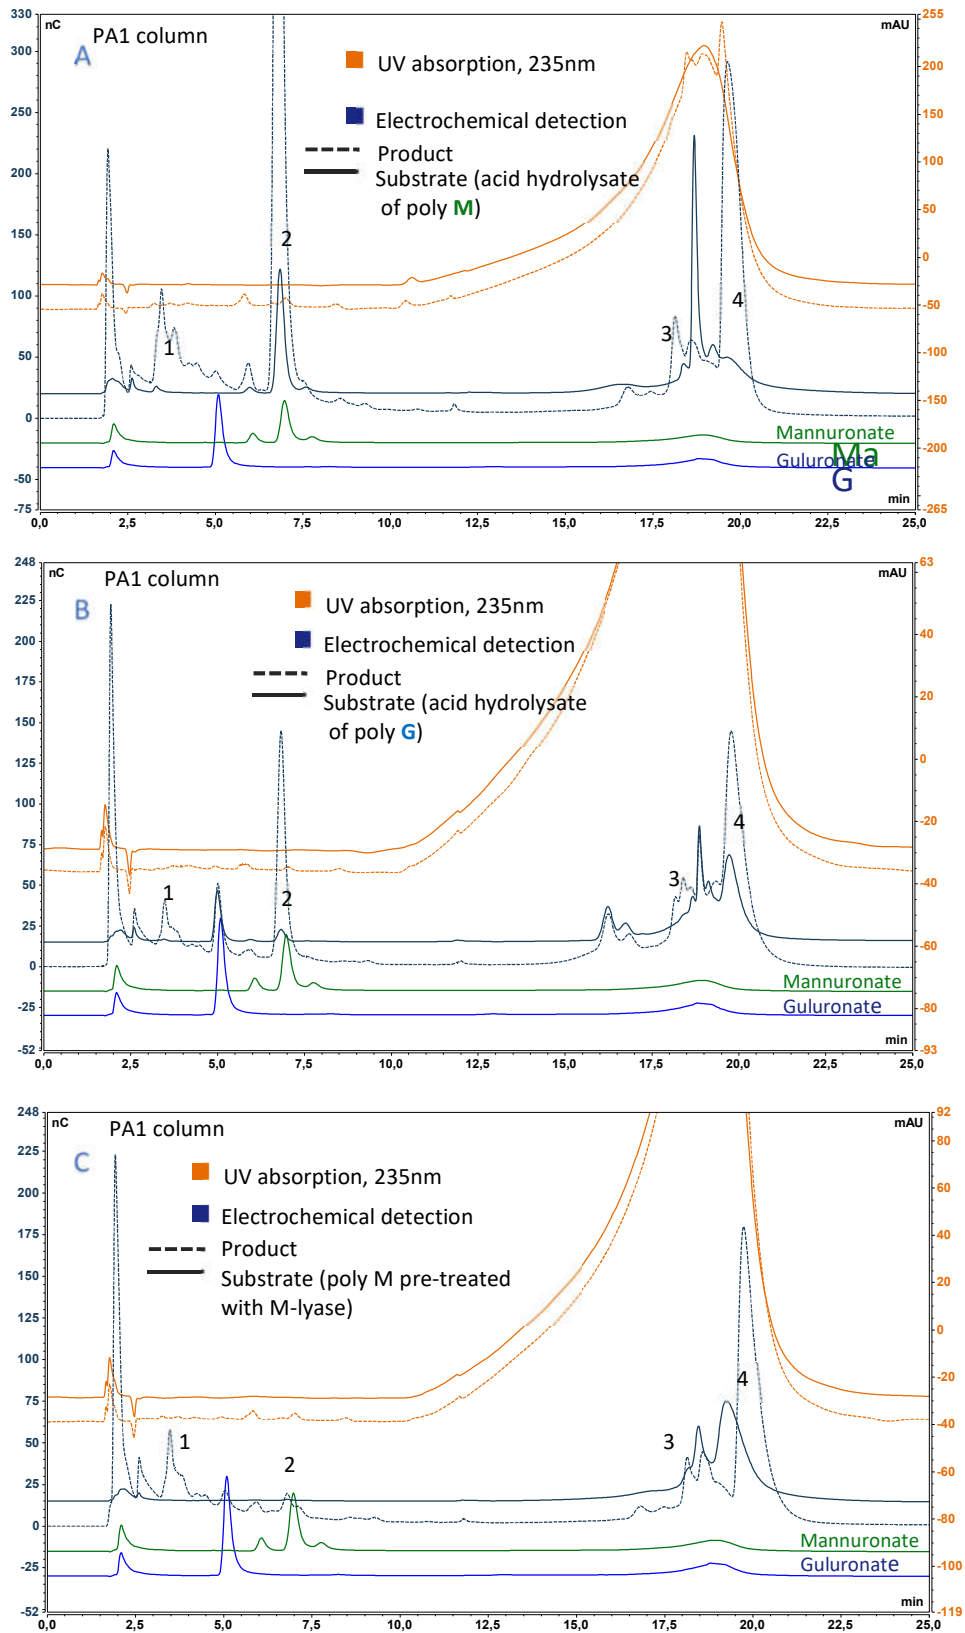 330 nC PA1 column mAU 255
A
UV absorption, 235nm
300 200
250 150
Electrochemical detection
Product
200 100
Substrate (acid hydrolysate
of poly M)
150 50
2
100 0
50 -50
1 3 4
0 -100
-150
Mannuronate
Ma
Guluronate
-200
G
-50
-75 min -265
0,0 2,5 5,0 7,5 10,0 12,5 15,0 17,5 20,0 22,5 25,0
248 nC PA1 column mAU 63
B
UV absorption, 235nm
225
200 40
Electrochemical detection
Product
175 20
Substrate (acid hydrolysate
of poly G)
150
125 0
100 -20
75
4
50 -40
1 2 3
25
0 -60
Mannuronate
-25 -80
Guluronate
-52 min -93
0,0 2,5 5,0 7,5 10,0 12,5 15,0 17,5 20,0 22,5 25,0
248 nC PA1 column mAU 92
C
225 80
UV absorption, 235nm
200 60
Electrochemical detection
175 40
Product
Substrate (poly M pre-treated
with M-lyase)
150 20
125 0
100 -20
75
4
50 -40
1 2 3
25 -60
0 -80
Mannuronate
-25 -100
Guluronate
-52 min -119
0,0 2,5 5,0 7,5 10,0 12,5 15,0 17,5 20,0 22,5 25,0